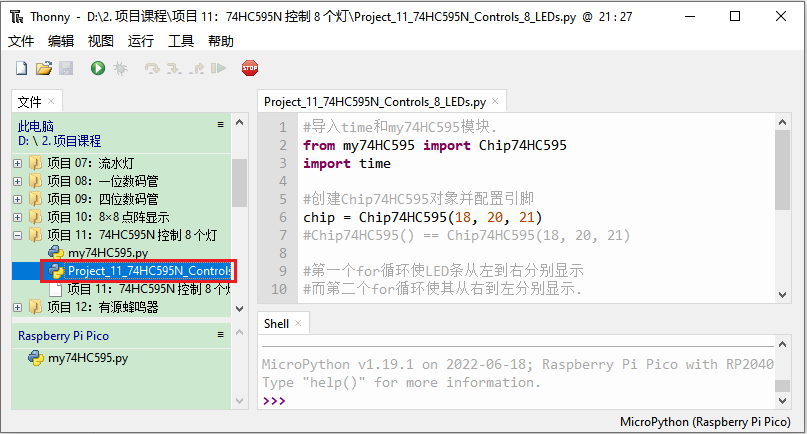 Thonny - D:\2. 项目课程\项目 11：74HC595N 控制 8 个灯\Project_11_74HC595N_Controls_8_LEDs.py @ 21 : 27
文件 编辑 视图 运行 工具 帮助
STOP
文件 ×
此电脑
D: \ 2. 项目课程
项目 07：流水灯
项目 08：一位数码管
项目 09：四位数码管
项目 10：8×8 点阵显示
项目 11：74HC595N 控制 8 个灯
my74HC595.py
Project_11_74HC595N_Controls
项目 11：74HC595N 控制 8 个灯
项目 12：有源蜂鸣器
Raspberry Pi Pico
my74HC595.py
Project_11_74HC595N_Controls_8_LEDs.py ×
1 #导入time和my74HC595模块.
2 from my74HC595 import Chip74HC595
3 import time
4
5 #创建Chip74HC595对象并配置引脚
6 chip = Chip74HC595(18, 20, 21)
7 #Chip74HC595() == Chip74HC595(18, 20, 21)
8
9 #第一个for循环使LED条从左到右分别显示
10 #而第二个for循环使其从右到左分别显示.
Shell ×
MicroPython v1.19.1 on 2022-06-18; Raspberry Pi Pico with RP2040
Type "help()" for more information.
>>>
MicroPython (Raspberry Pi Pico)